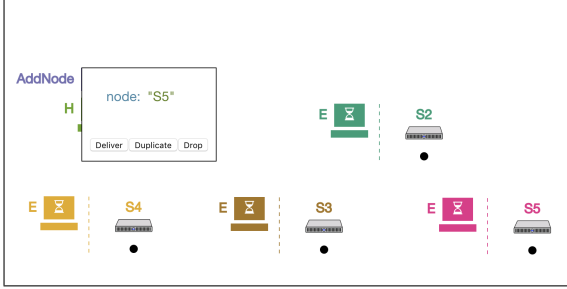 AddNode
node: "S5"
H
Deliver Duplicate Drop
E S2
E S4 E S3 E S5